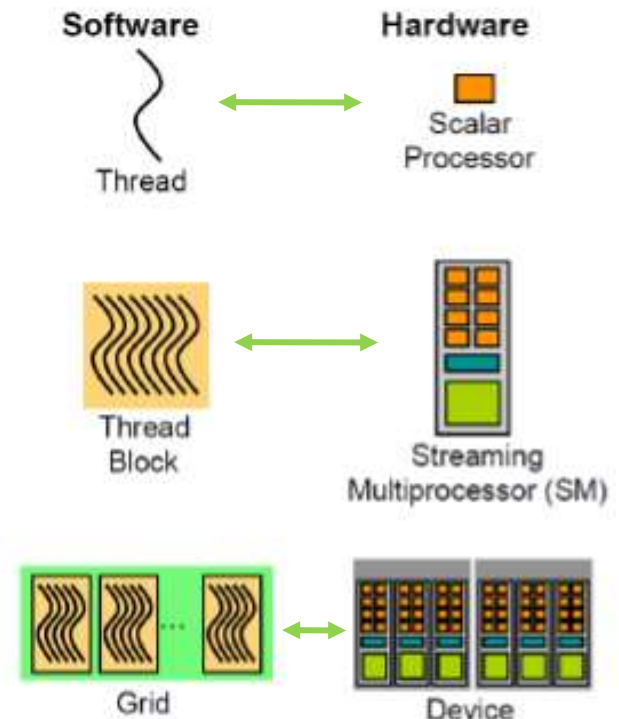 Software
Hardware
Thread
Scalar
Processor
Thread
Block
Streaming
Multiprocessor (SM)
...
Grid
Device